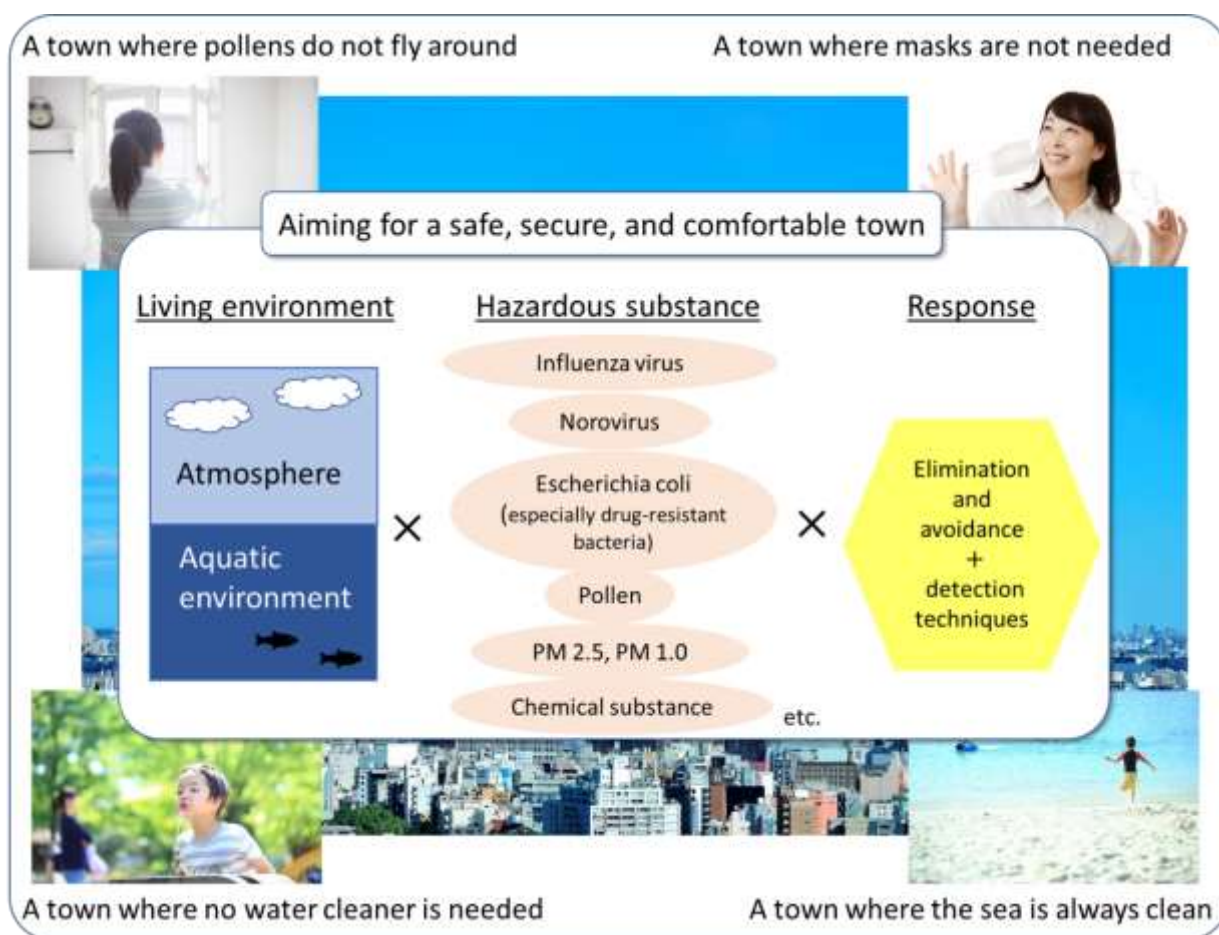 A town where pollens do not fly around
A town where masks are not needed
Aiming for a safe, secure, and comfortable town
Living environment
Atmosphere
Aquatic
environment
×
Hazardous substance
Influenza virus
Norovirus
Escherichia coli
(especially drug-resistant
bacteria)
Pollen
PM 2.5, PM 1.0
Chemical substance
etc.
×
Response
Elimination
and
avoidance
+
detection
techniques
A town where no water cleaner is needed
A town where the sea is always clean